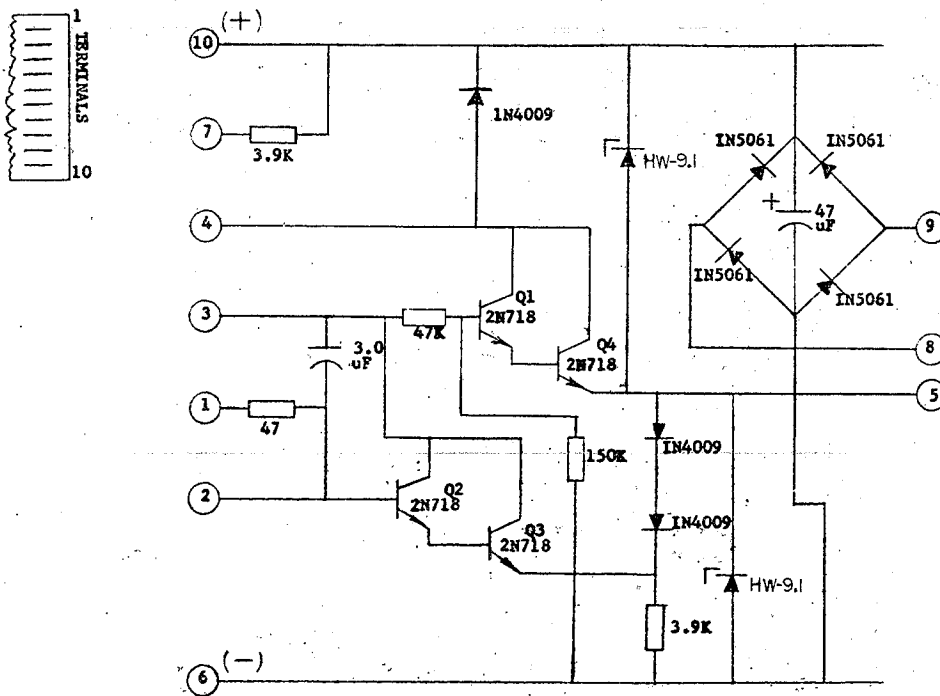 1
TERMINALS
10
10 (+)
7
3.9K
1N4009
HW-9.1
IN5061
IN5061
+
47
uF
9
IN5061
IN5061
4
3
47K
Q1
2N718
Q4
2N718
8
5
3.0
uF
1
47
2
Q2
2N718
Q3
2N718
150K
IN4009
IN4009
HW-9.1
3.9K
6 (-)